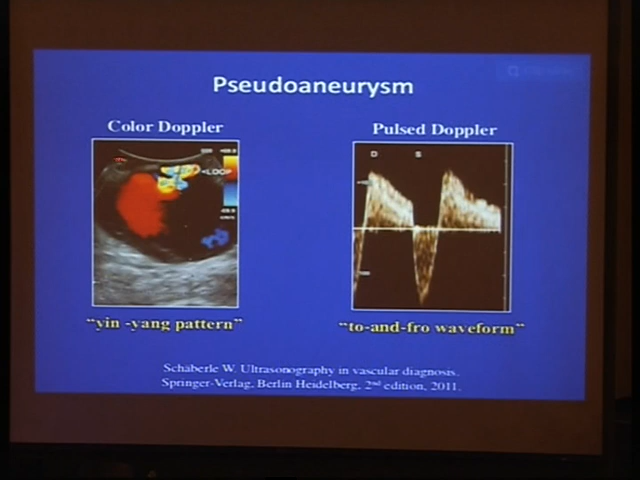 Pseudoaneurysm
Color Doppler
Pulsed Doppler
LOOP
D S
"yin -yang pattern"
"to-and-fro waveform"
Schäberle W. Ultrasonography in vascular diagnosis.
Springer-Verlag, Berlin Heidelberg, 2nd edition, 2011.